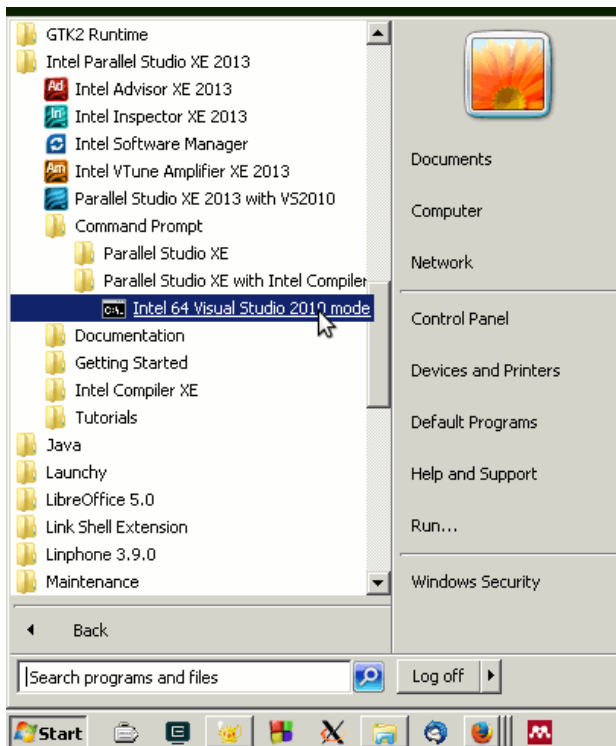 GTK2 Runtime
Intel Parallel Studio XE 2013
Ad Intel Advisor XE 2013
In Intel Inspector XE 2013
Intel Software Manager
Am Intel VTune Amplifier XE 2013
Parallel Studio XE 2013 with VS2010
Command Prompt
Parallel Studio XE
Parallel Studio XE with Intel Compiler
C:\. Intel 64 Visual Studio 2010 mode
Documentation
Getting Started
Intel Compiler XE
Tutorials
Java
Launchy
LibreOffice 5.0
Link Shell Extension
Linphone 3.9.0
Maintenance
Back
Search programs and files
Documents
Computer
Network
Control Panel
Devices and Printers
Default Programs
Help and Support
Run...
Windows Security
Log off
Start